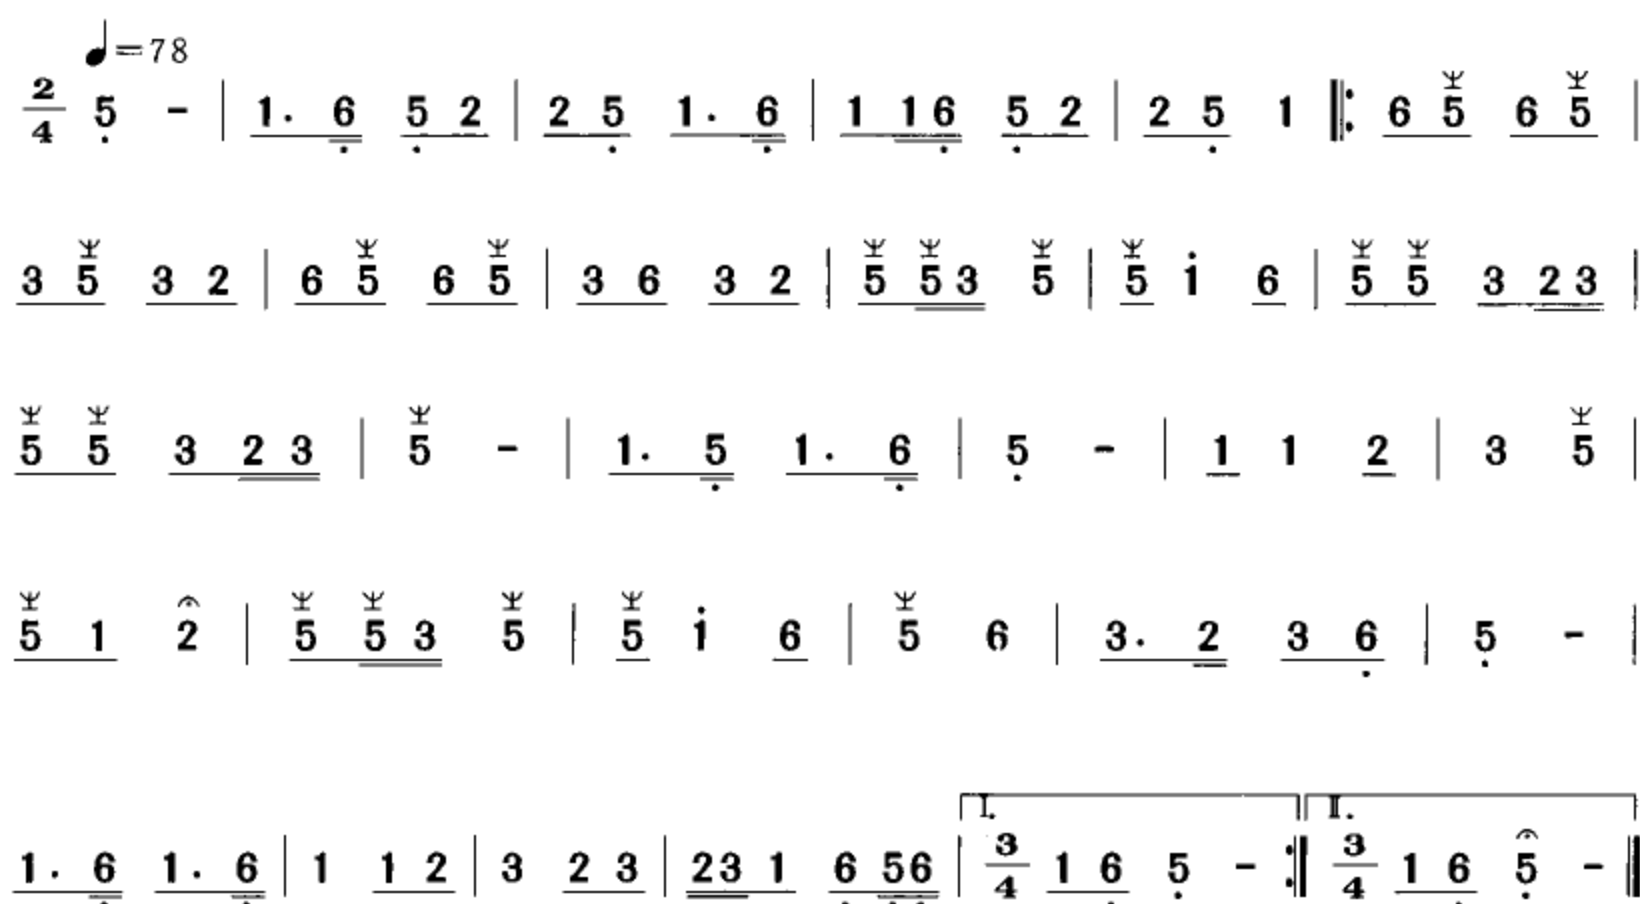 ♩=78
2/4 5̣ - | 1. 6̣ 5̣ 2 | 2 5̣ 1. 6̣ | 1 1 6̣ 5̣ 2 | 2 5̣ 1 ‖: 6 5 6 5 |
3 5 3 2 | 6 5 6 5 | 3 6 3 2 | 5 5 3 5 | 5 1̇ 6 | 5 5 3 2 3 |
5 5 3 2 3 | 5 - | 1. 5̣ 1. 6̣ | 5̣ - | 1 1 2 | 3 5 |
5 1 2 | 5 5 3 5 | 5 1̇ 6 | 5 6 | 3. 2 3 6̣ | 5̣ - |
I. II.
1. 6̣ 1. 6̣ | 1 1 2 | 3 2 3 | 2 3 1 6̣ 5̣ 6̣ | 3/4 1 6̣ 5̣ - :‖ 3/4 1 6̣ 5̣ - ‖